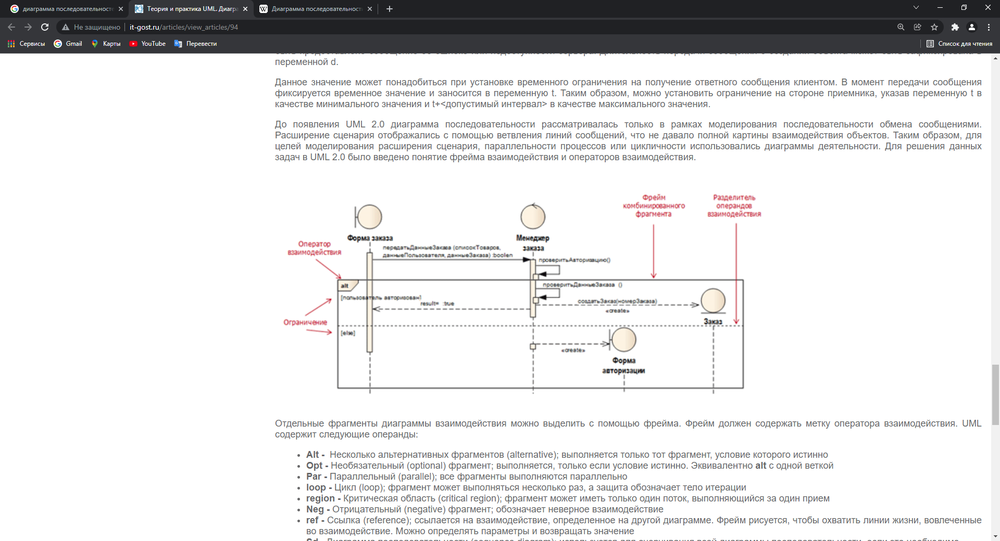 диаграмма последовательносте
Теория и практика UML. Диагра
Диаграмма последовательност
Не защищено
it-gost.ru/articles/view_articles/94
Сервисы
Gmail
Карты
YouTube
Перевести
Список для чтения
переменной d.
Данное значение может понадобиться при установке временного ограничения на получение ответного сообщения клиентом. В момент передачи сообщения
фиксируется временное значение и заносится в переменную t. Таким образом, можно установить ограничение на стороне приемника, указав переменную t в
качестве минимального значения и t+<допустимый интервал> в качестве максимального значения.
До появления UML 2.0 диаграмма последовательности рассматривалась только в рамках моделирования последовательности обмена сообщениями.
Расширение сценария отображались с помощью ветвления линий сообщений, что не давало полной картины взаимодействия объектов. Таким образом, для
целей моделирования расширения сценария, параллельности процессов или цикличности использовались диаграммы деятельности. Для решения данных
задач в UML 2.0 было введено понятие фрейма взаимодействия и операторов взаимодействия.
Фрейм
комбинированного
фрагмента
Разделитель
операндов
взаимодействия
Форма заказа
Менеджер
заказа
Оператор
взаимодействия
передатьДанныеЗаказа (списокТоваров,
данныеПользователя, данныеЗаказа) :boolen
проверитьАвторизацию()
alt
проверитьДанныеЗаказа ()
[пользователь авторизован]
result= :true
создатьЗаказ(номерЗаказа)
«create»
Заказ
Ограничение
[else]
«create»
Форма
авторизации
Отдельные фрагменты диаграммы взаимодействия можно выделить с помощью фрейма. Фрейм должен содержать метку оператора взаимодействия. UML
содержит следующие операнды:
• Alt - Несколько альтернативных фрагментов (alternative); выполняется только тот фрагмент, условие которого истинно
• Opt - Необязательный (optional) фрагмент; выполняется, только если условие истинно. Эквивалентно alt с одной веткой
• Par - Параллельный (parallel); все фрагменты выполняются параллельно
• loop - Цикл (loop); фрагмент может выполняться несколько раз, а защита обозначает тело итерации
• region - Критическая область (critical region); фрагмент может иметь только один поток, выполняющийся за один прием
• Neg - Отрицательный (negative) фрагмент; обозначает неверное взаимодействие
• ref - Ссылка (reference); ссылается на взаимодействие, определенное на другой диаграмме. Фрейм рисуется, чтобы охватить линии жизни, вовлеченные
во взаимодействие. Можно определять параметры и возвращать значение